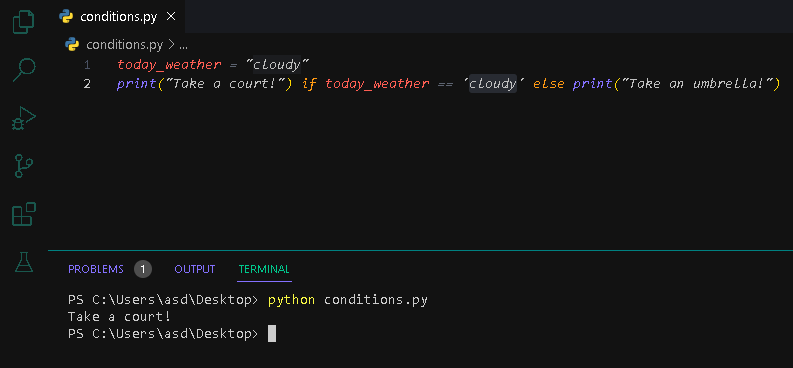 conditions.py ×
conditions.py > ...
1 today_weather = "cloudy"
2 print("Take a court!") if today_weather == 'cloudy' else print("Take an umbrella!")
PROBLEMS 1 OUTPUT TERMINAL
PS C:\Users\asd\Desktop> python conditions.py
Take a court!
PS C:\Users\asd\Desktop>